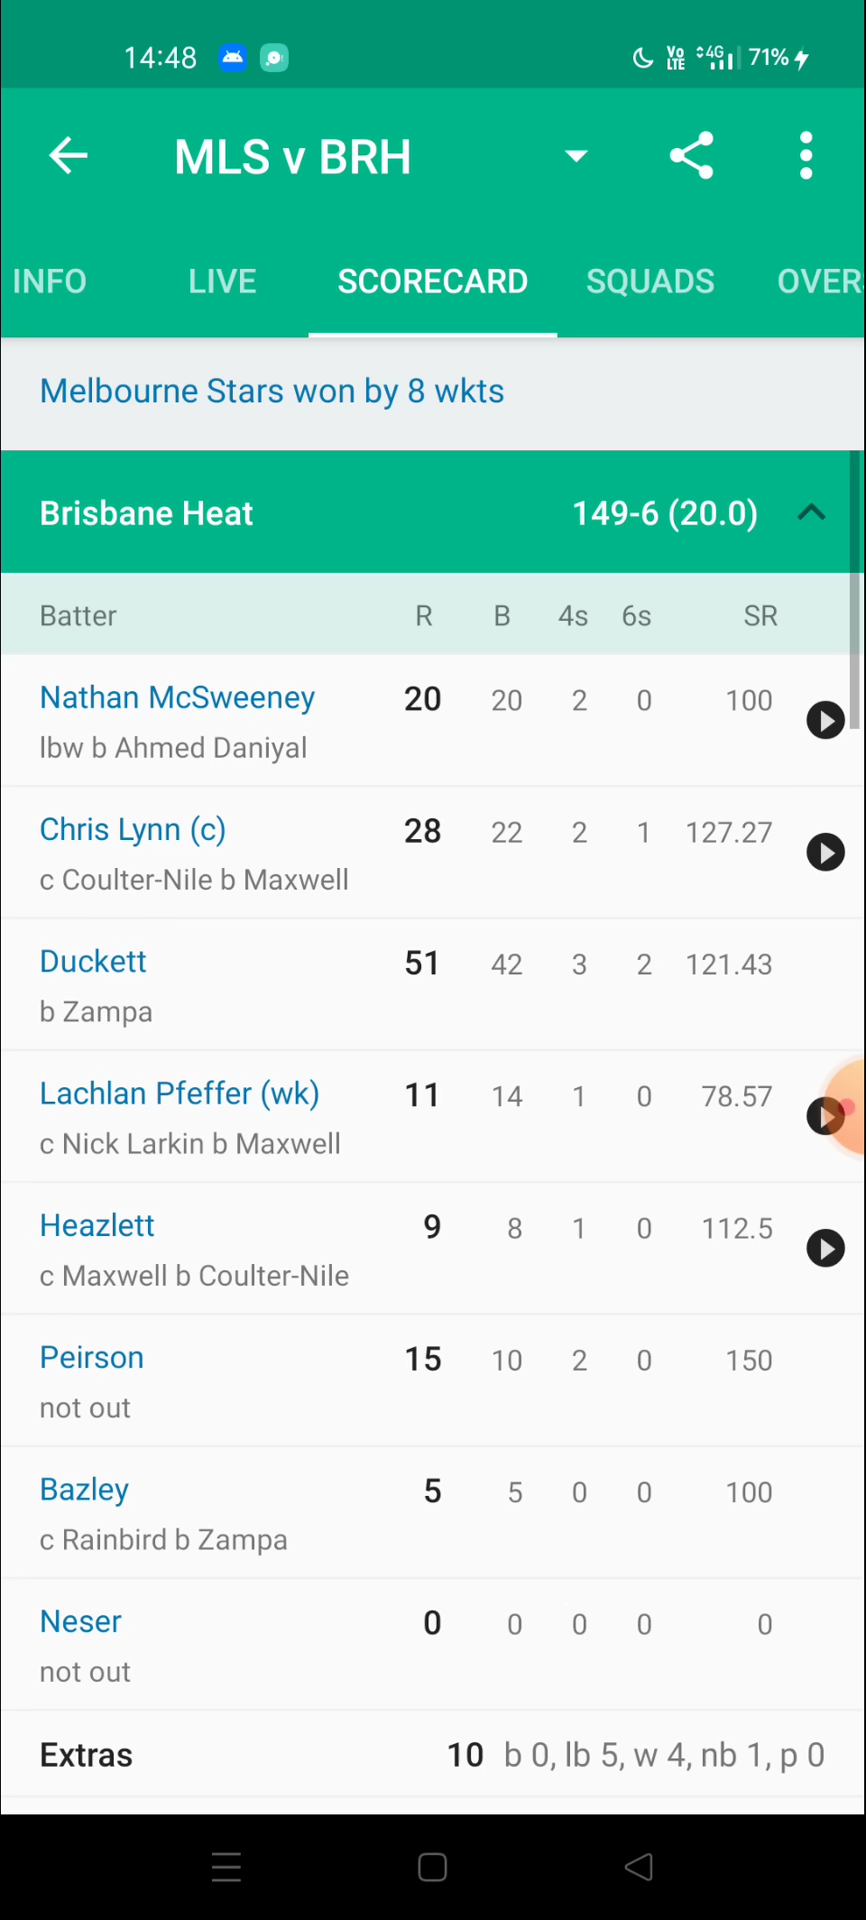 14:48 Vo LTE 4G 71%
MLS v BRH
INFO LIVE SCORECARD SQUADS OVER
Melbourne Stars won by 8 wkts
Brisbane Heat 149-6 (20.0)
Batter R B 4s 6s SR
Nathan McSweeney 20 20 2 0 100
lbw b Ahmed Daniyal
Chris Lynn (c) 28 22 2 1 127.27
c Coulter-Nile b Maxwell
Duckett 51 42 3 2 121.43
b Zampa
Lachlan Pfeffer (wk) 11 14 1 0 78.57
c Nick Larkin b Maxwell
Heazlett 9 8 1 0 112.5
c Maxwell b Coulter-Nile
Peirson 15 10 2 0 150
not out
Bazley 5 5 0 0 100
c Rainbird b Zampa
Neser 0 0 0 0 0
not out
Extras 10 b 0, lb 5, w 4, nb 1, p 0